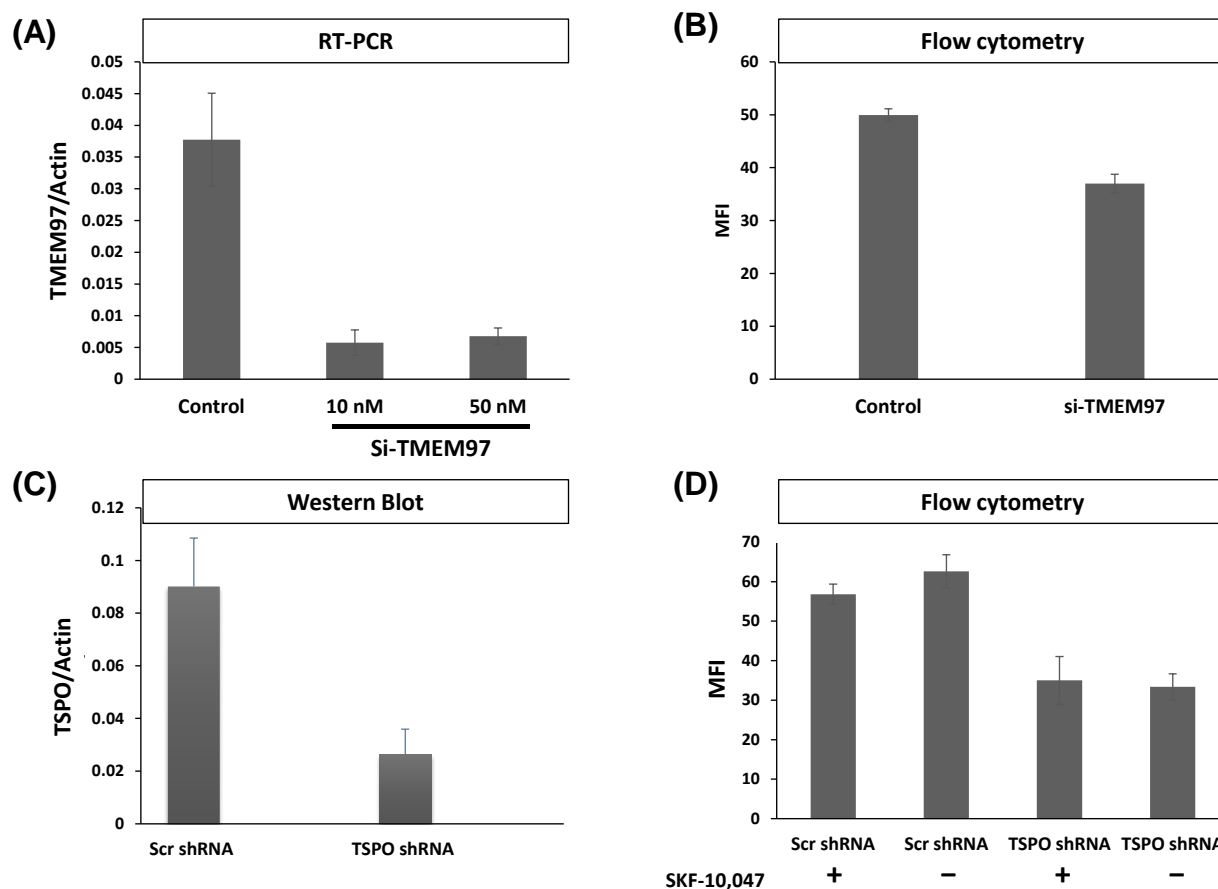 (A)
RT-PCR
0.05
0.045
0.04
0.035
0.03
0.025
0.02
0.015
0.01
0.005
0
TMEM97/Actin
Control 10 nM 50 nM
Si-TMEM97
(B)
Flow cytometry
60
50
40
30
20
10
0
MFI
Control si-TMEM97
(C)
Western Blot
0.12
0.1
0.08
0.06
0.04
0.02
0
TSPO/Actin
Scr shRNA TSPO shRNA
(D)
Flow cytometry
70
60
50
40
30
20
10
0
MFI
Scr shRNA Scr shRNA TSPO shRNA TSPO shRNA
SKF-10,047 + − + −